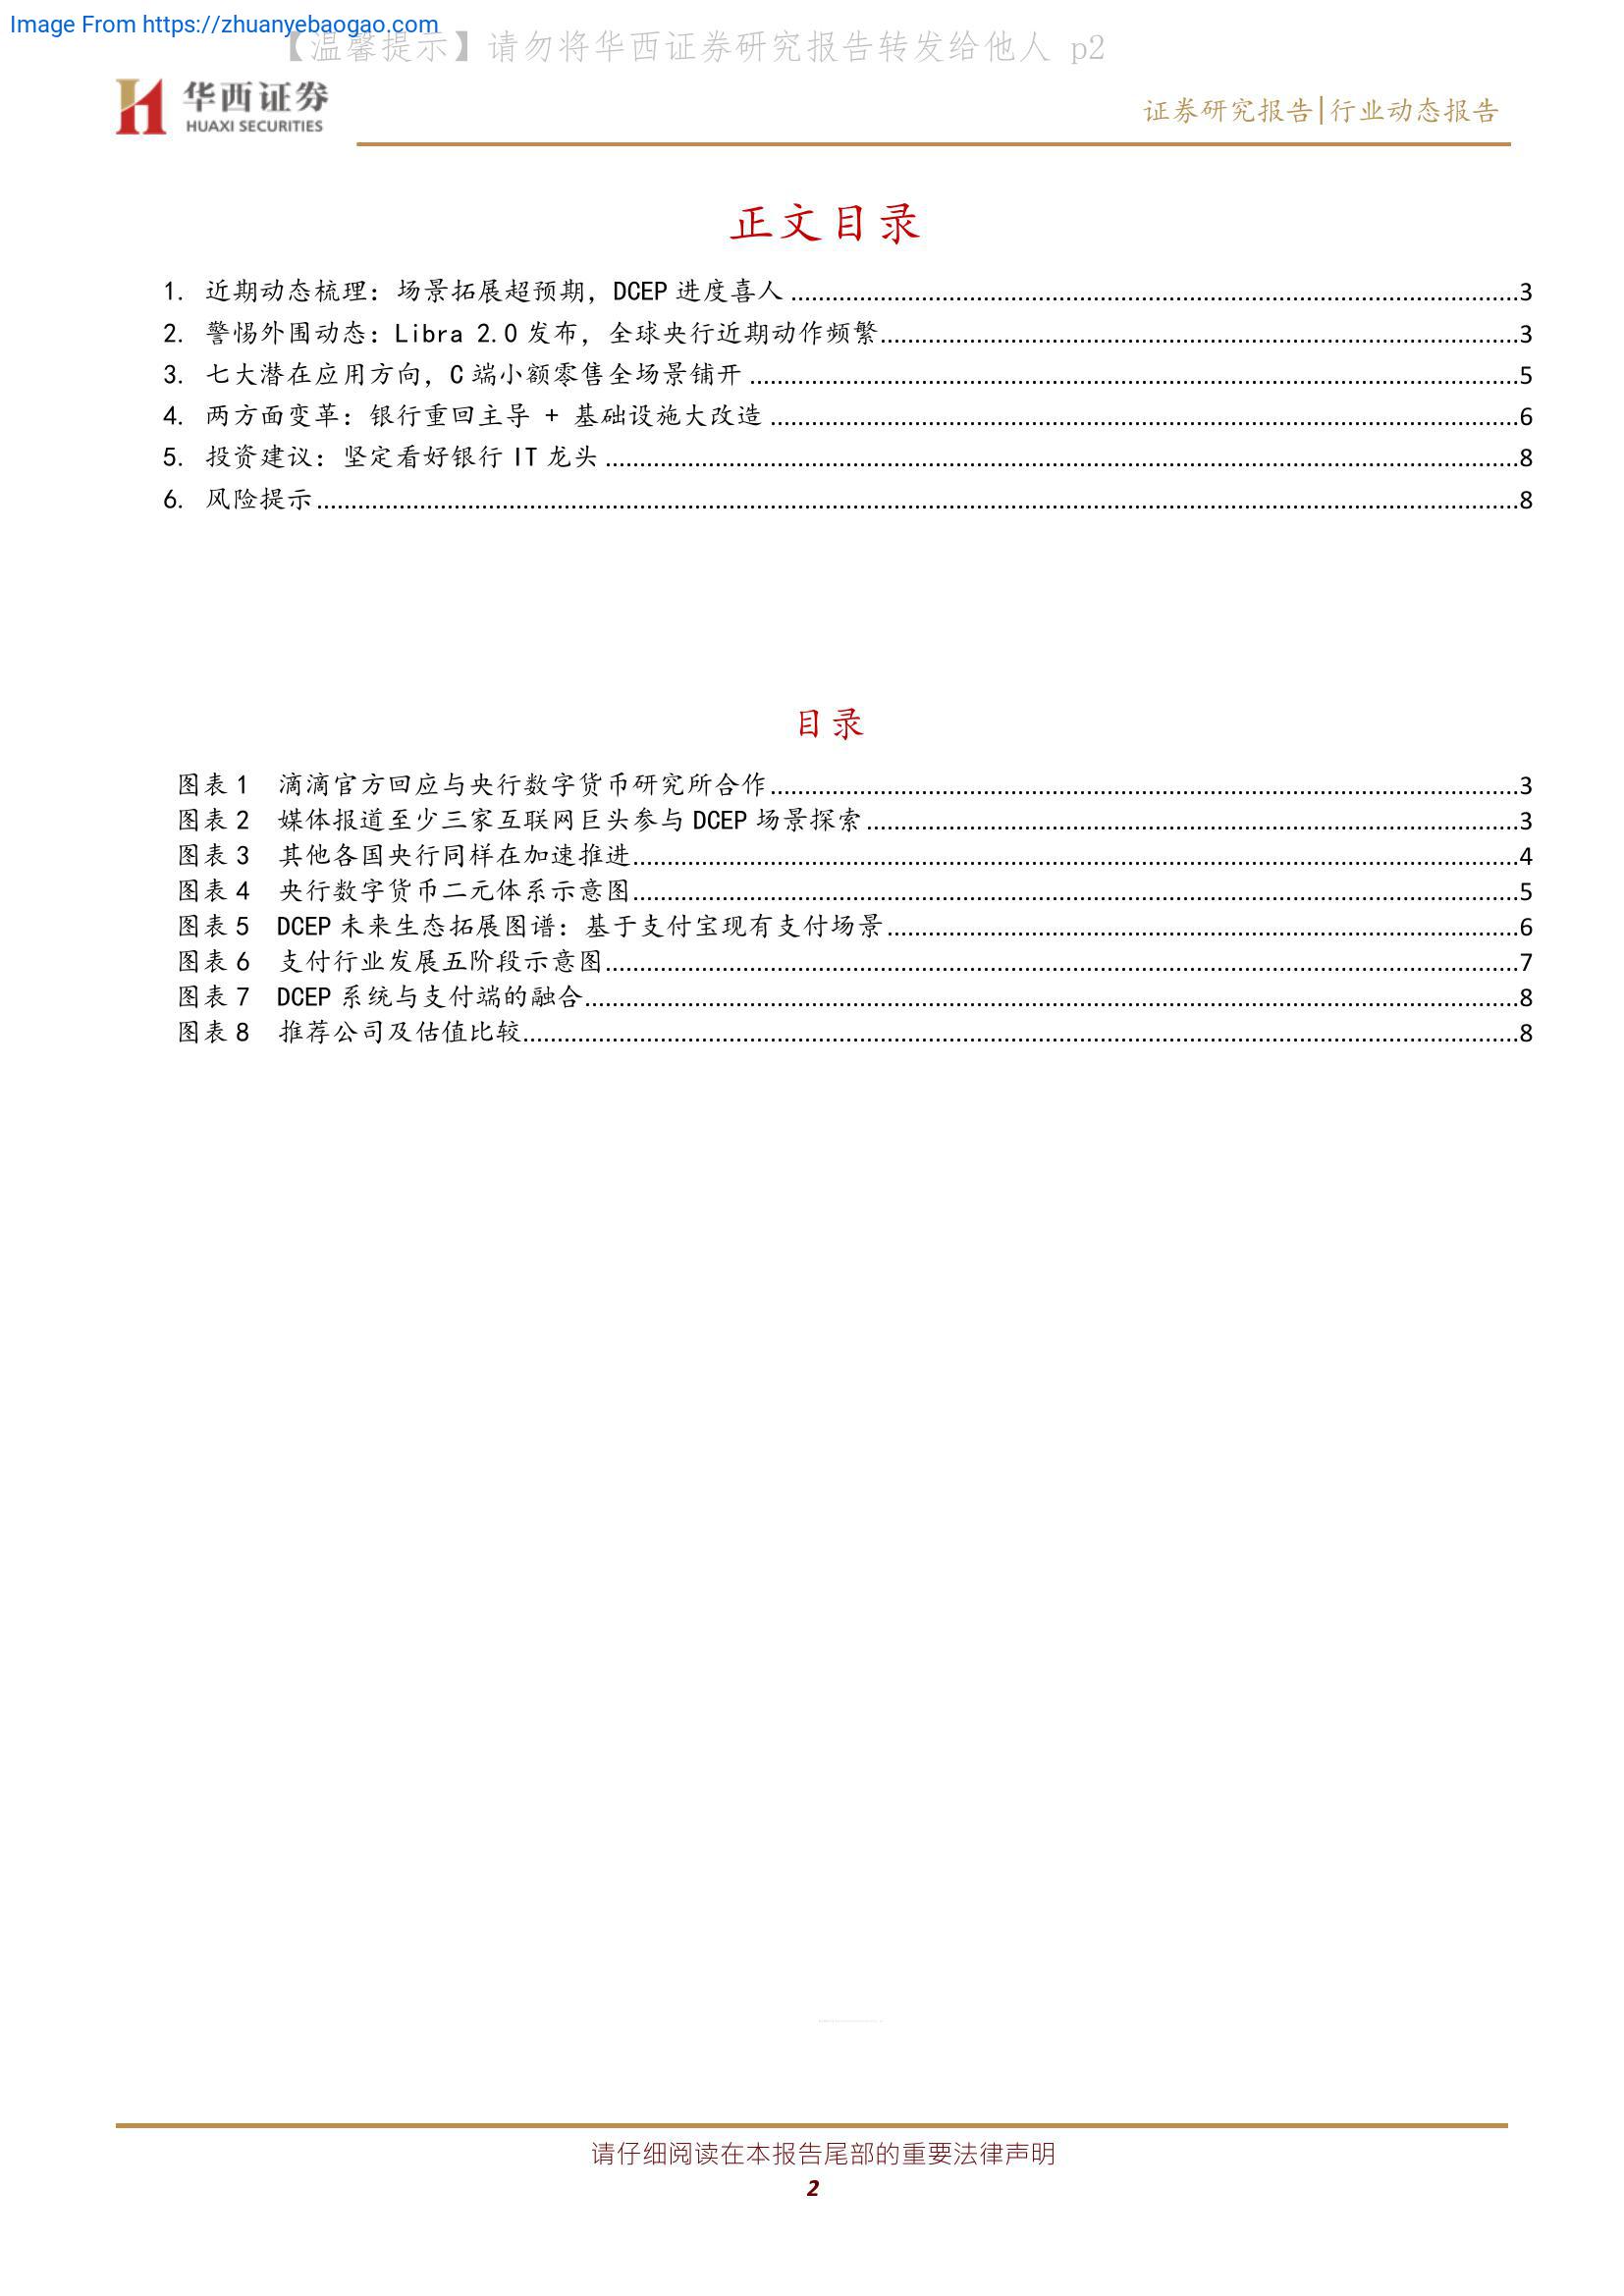 Image From https://zhuanyebaogao.com
【温馨提示】请勿将华西证券研究报告转发给他人 p2
华西证券
HUAXI SECURITIES
证券研究报告|行业动态报告
正文目录
1. 近期动态梳理：场景拓展超预期，DCEP 进度喜人 ........ 3
2. 警惕外围动态：Libra 2.0 发布，全球央行近期动作频繁 ........ 3
3. 七大潜在应用方向，C 端小额零售全场景铺开 ........ 5
4. 两方面变革：银行重回主导 + 基础设施大改造 ........ 6
5. 投资建议：坚定看好银行 IT 龙头 ........ 8
6. 风险提示 ........ 8
目录
图表 1 滴滴官方回应与央行数字货币研究所合作 ........ 3
图表 2 媒体报道至少三家互联网巨头参与 DCEP 场景探索 ........ 3
图表 3 其他各国央行同样在加速推进 ........ 4
图表 4 央行数字货币二元体系示意图 ........ 5
图表 5 DCEP 未来生态拓展图谱：基于支付宝现有支付场景 ........ 6
图表 6 支付行业发展五阶段示意图 ........ 7
图表 7 DCEP 系统与支付端的融合 ........ 8
图表 8 推荐公司及估值比较 ........ 8
请仔细阅读在本报告尾部的重要法律声明
2